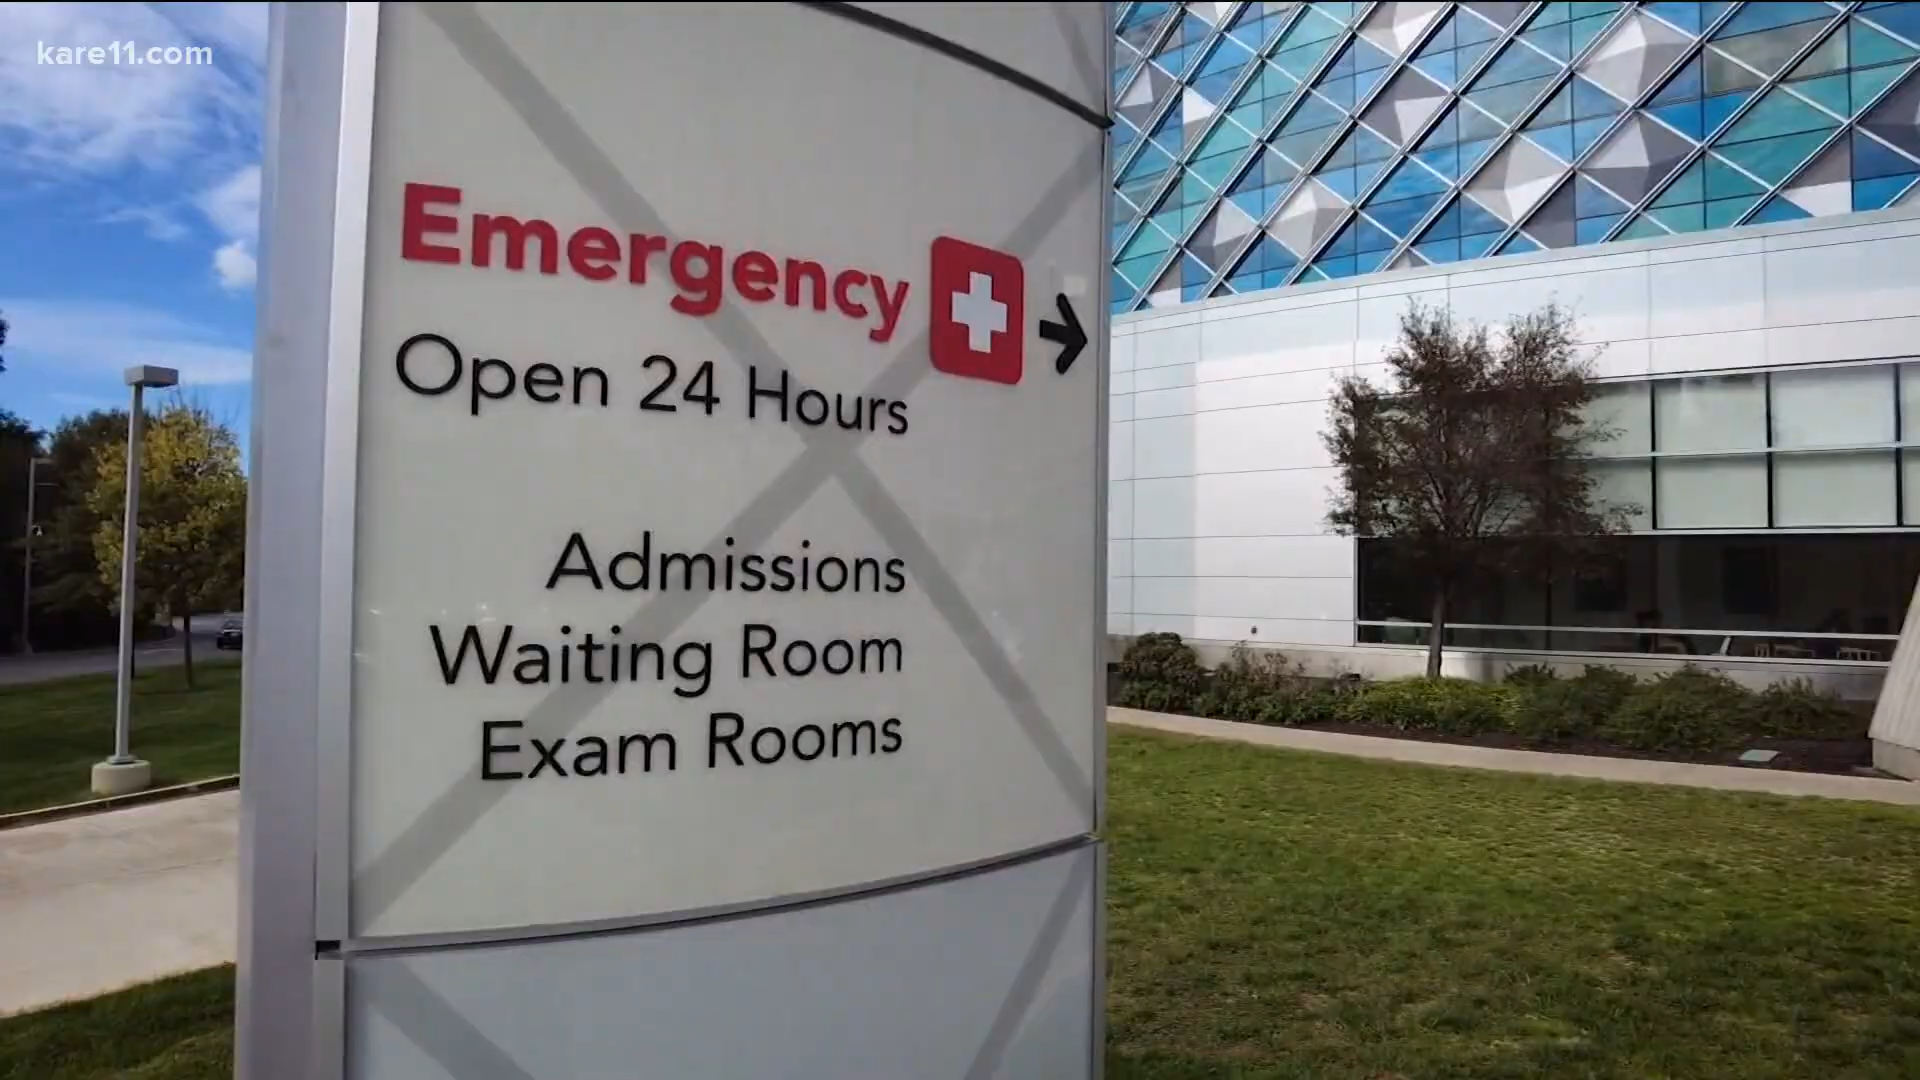 kare11.com
Emergency
Open 24 Hours
Admissions
Waiting Room
Exam Rooms